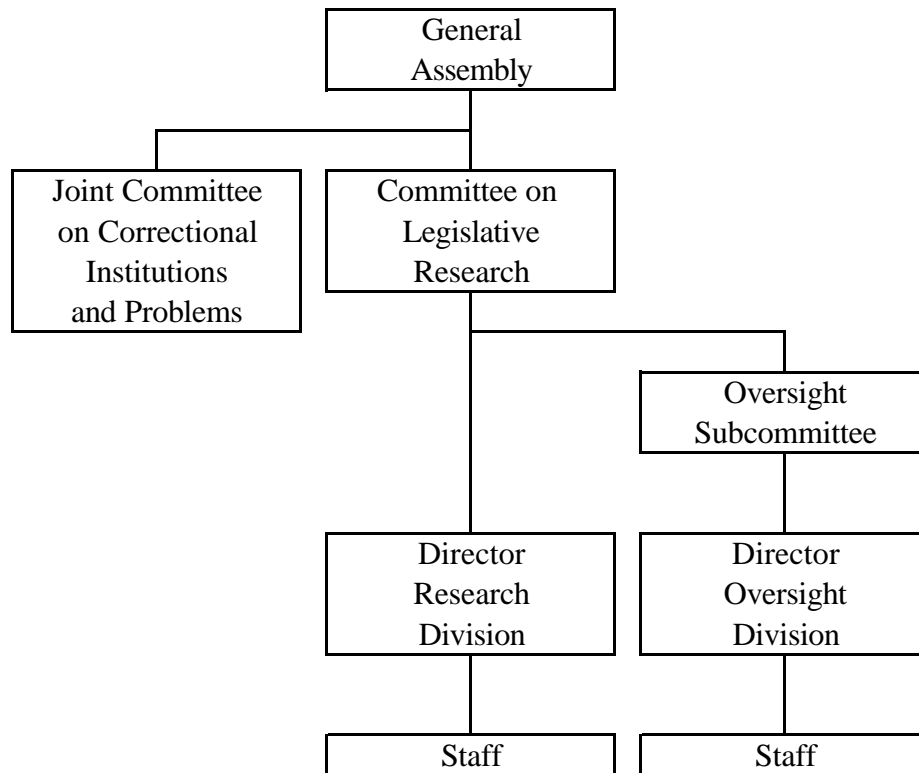 General
Assembly
Joint Committee
on Correctional
Institutions
and Problems
Committee on
Legislative
Research
Oversight
Subcommittee
Director
Research
Division
Director
Oversight
Division
Staff
Staff